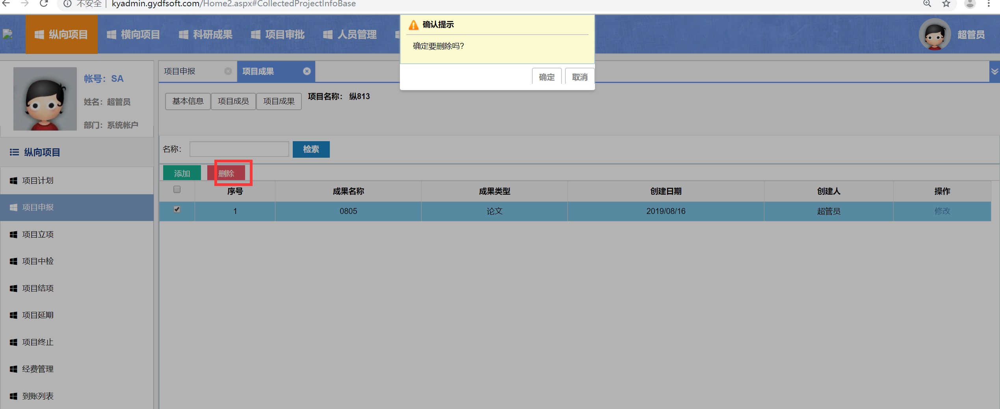 不安全 | kyadmin.gydfsoft.com/Home2.aspx#CollectedProjectInfoBase
纵向项目 横向项目 科研成果 项目审批 人员管理
确认提示
确定要删除吗?
确定 取消
超管员
帐号：SA
姓名：超管员
部门：系统帐户
纵向项目
项目计划
项目申报
项目立项
项目中检
项目结项
项目延期
项目终止
经费管理
到账列表
项目申报 项目成果
基本信息 项目成员 项目成果 项目名称： 纵813
名称： 检索
添加 删除
序号 成果名称 成果类型 创建日期 创建人 操作
1 0805 论文 2019/08/16 超管员 修改